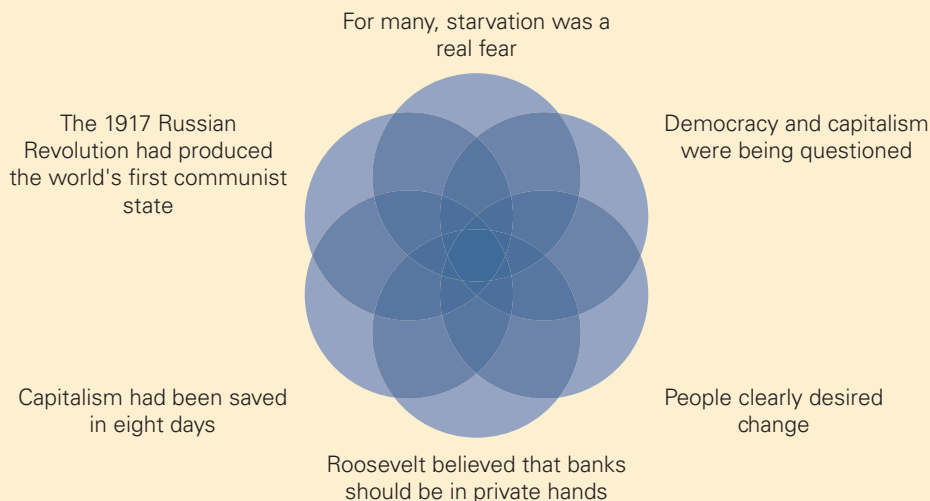 For many, starvation was a
real fear
The 1917 Russian
Revolution had produced
the world's first communist
state
Democracy and capitalism
were being questioned
Capitalism had been saved
in eight days
People clearly desired
change
Roosevelt believed that banks
should be in private hands